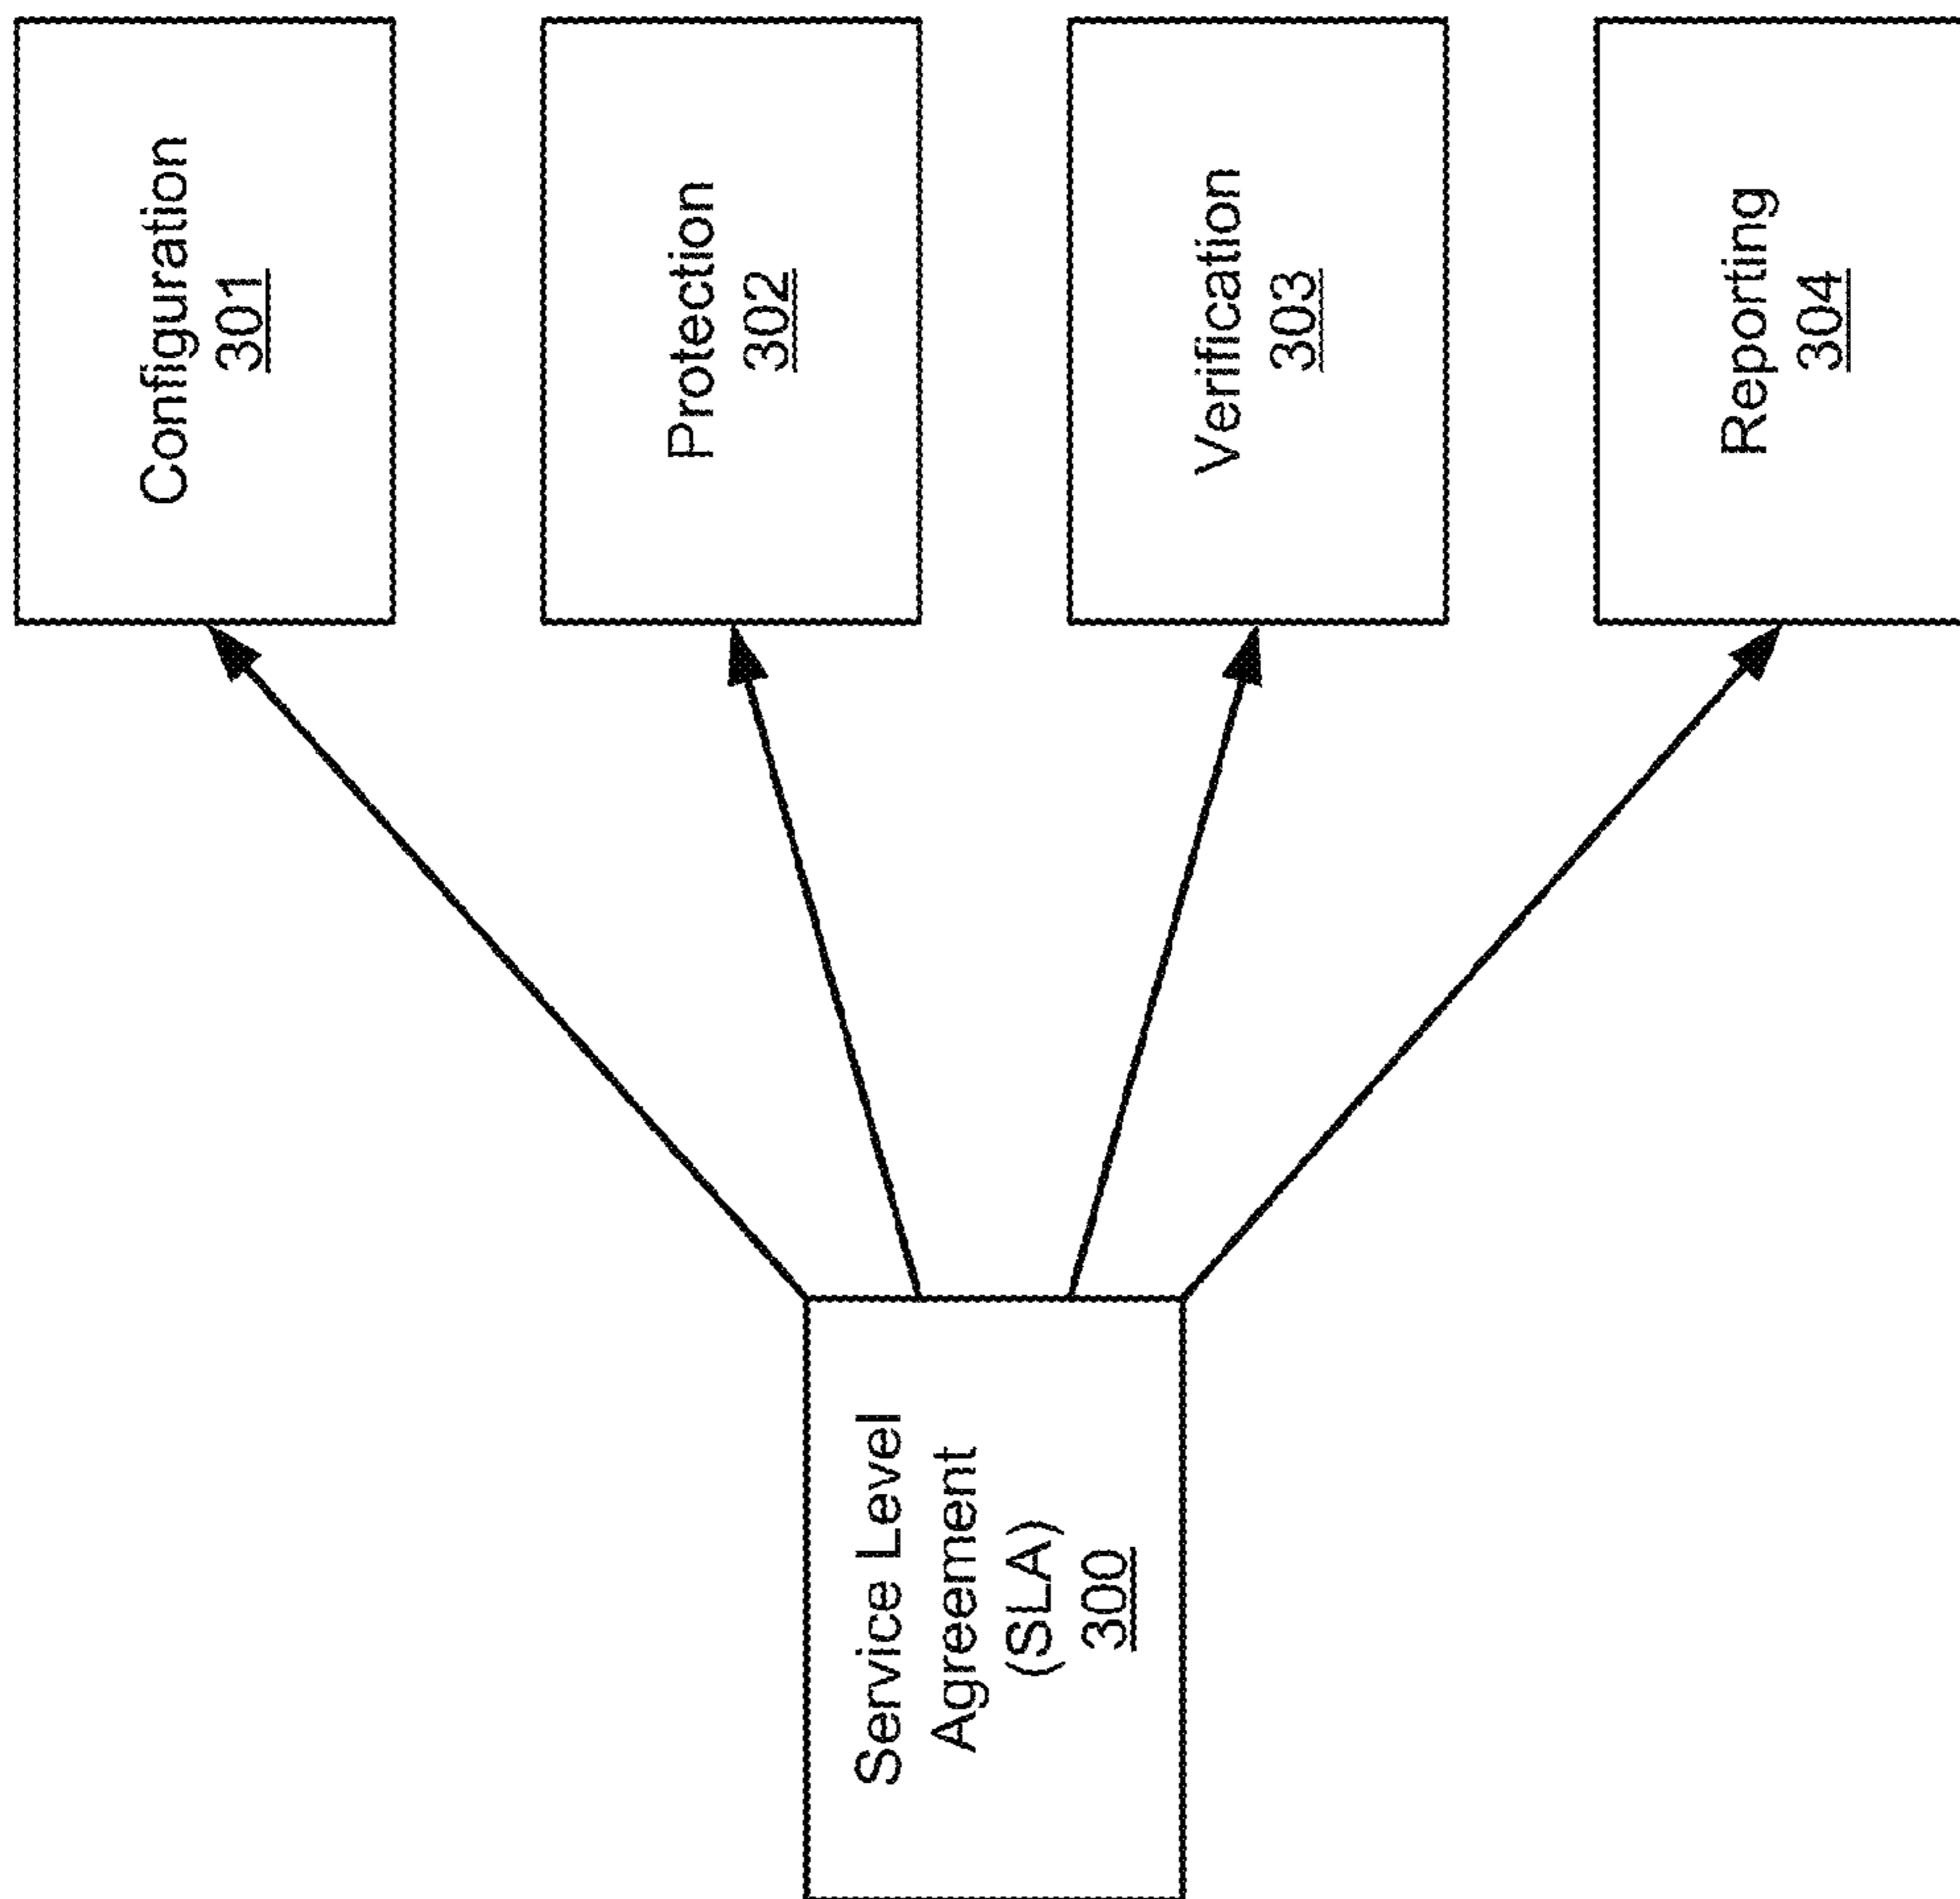 Service Level
Agreement
(SLA)
300
Configuration
301
Protection
302
Verification
303
Reporting
304